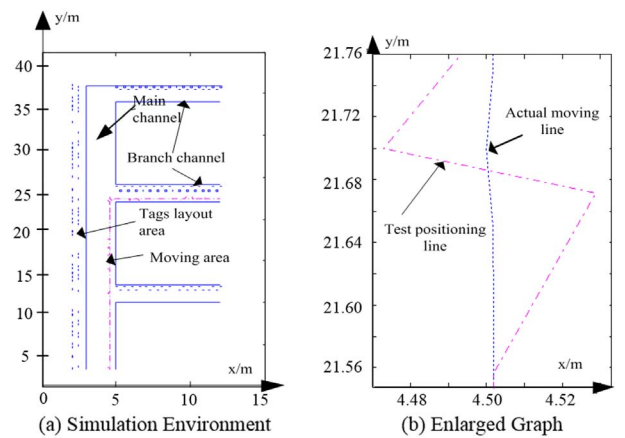 y/m
40
35
30
25
20
15
10
5
0
5
10
15
x/m
Main
channel
Branch channel
Tags layout
area
Moving area
(a) Simulation Environment
y/m
21.76
21.72
21.68
21.64
21.60
21.56
4.48
4.50
4.52
x/m
Actual moving
line
Test positioning
line
(b) Enlarged Graph